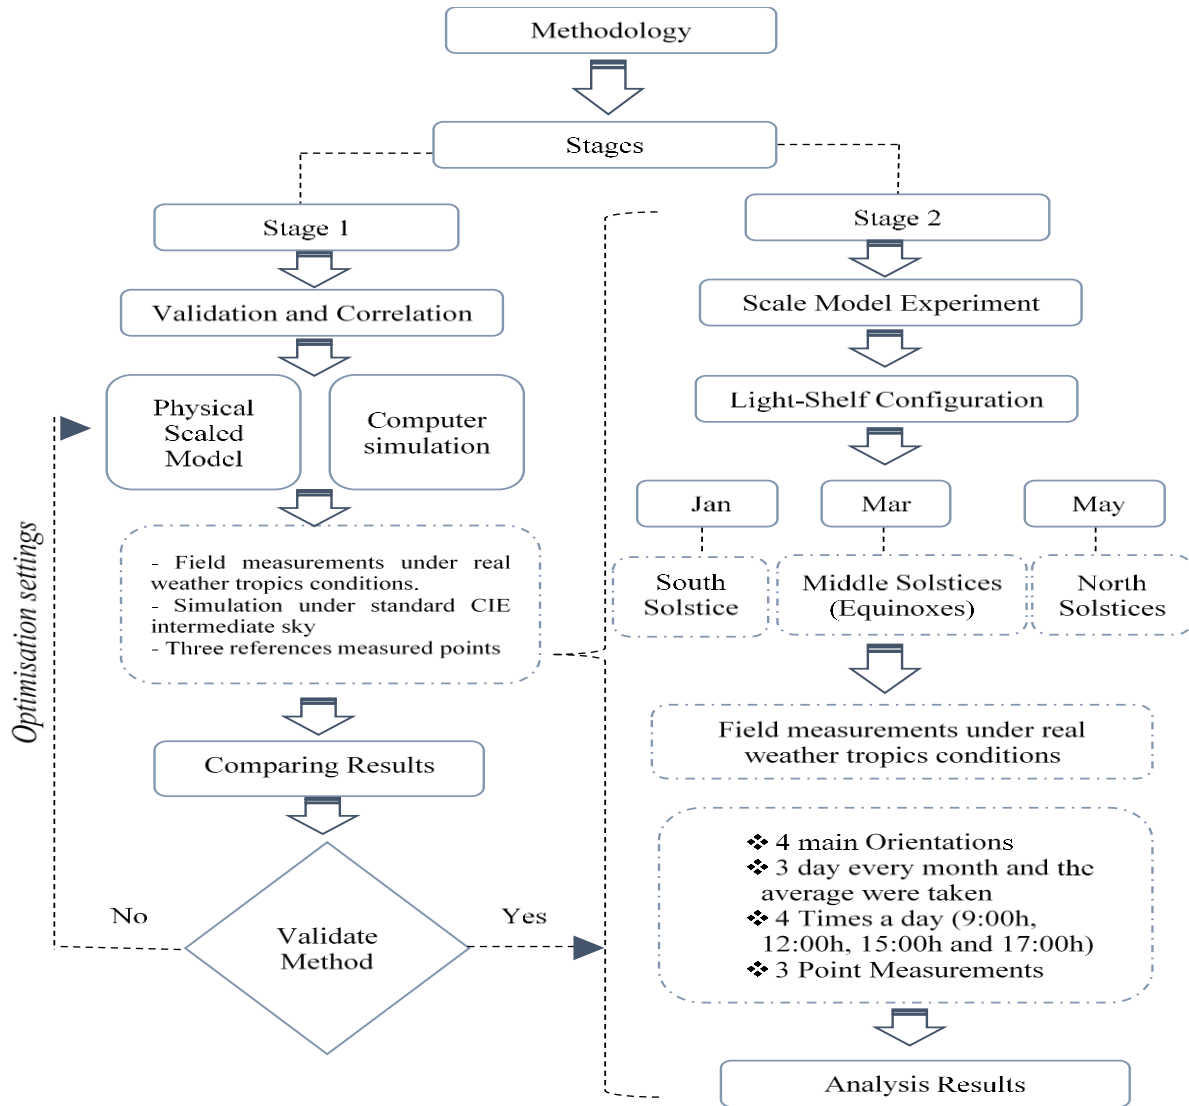 Methodology
Stages
Stage 1
Validation and Correlation
Physical
Scaled
Model
Computer
simulation
- Field measurements under real
weather tropics conditions.
- Simulation under standard CIE
intermediate sky
- Three references measured points
Comparing Results
Validate
Method
No
Yes
Optimisation settings
Stage 2
Scale Model Experiment
Light-Shelf Configuration
Jan
Mar
May
South
Solstice
Middle Solstices
(Equinoxes)
North
Solstices
Field measurements under real
weather tropics conditions
❖ 4 main Orientations
❖ 3 day every month and the
average were taken
❖ 4 Times a day (9:00h,
12:00h, 15:00h and 17:00h)
❖ 3 Point Measurements
Analysis Results